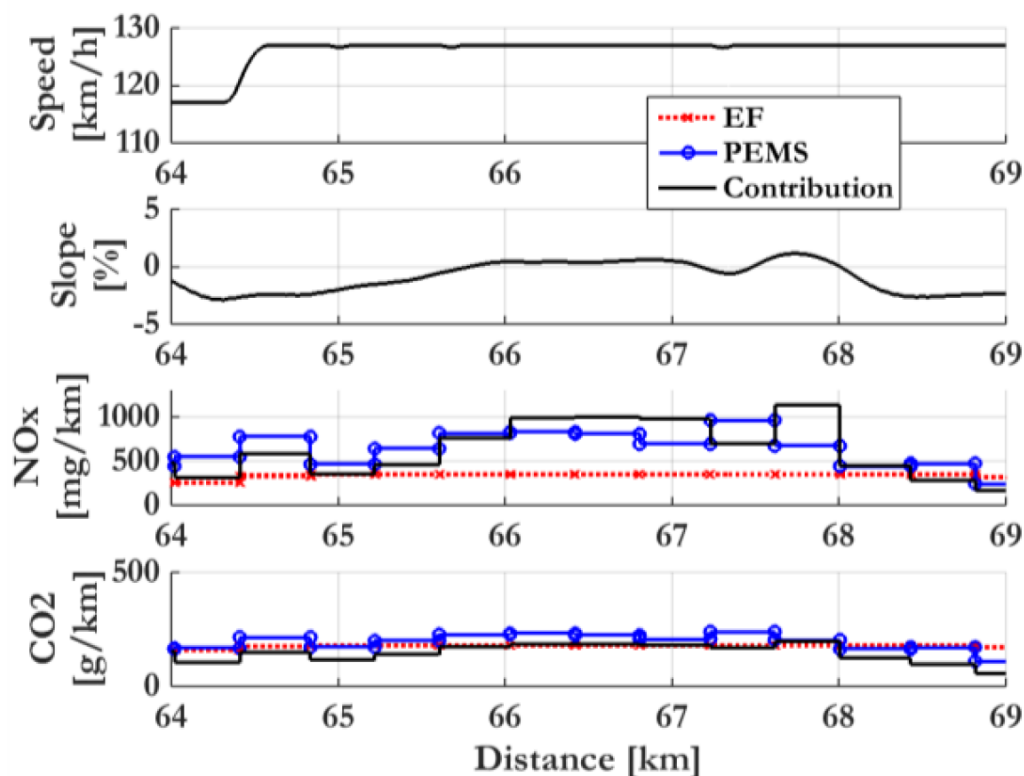 Speed
[km/h]
130
120
110
64 65 66 67 68 69
EF
PEMS
Contribution
Slope
[%]
5
0
-5
64 65 66 67 68 69
NOx
[mg/km]
1000
500
0
64 65 66 67 68 69
CO2
[g/km]
500
0
64 65 66 67 68 69
Distance [km]